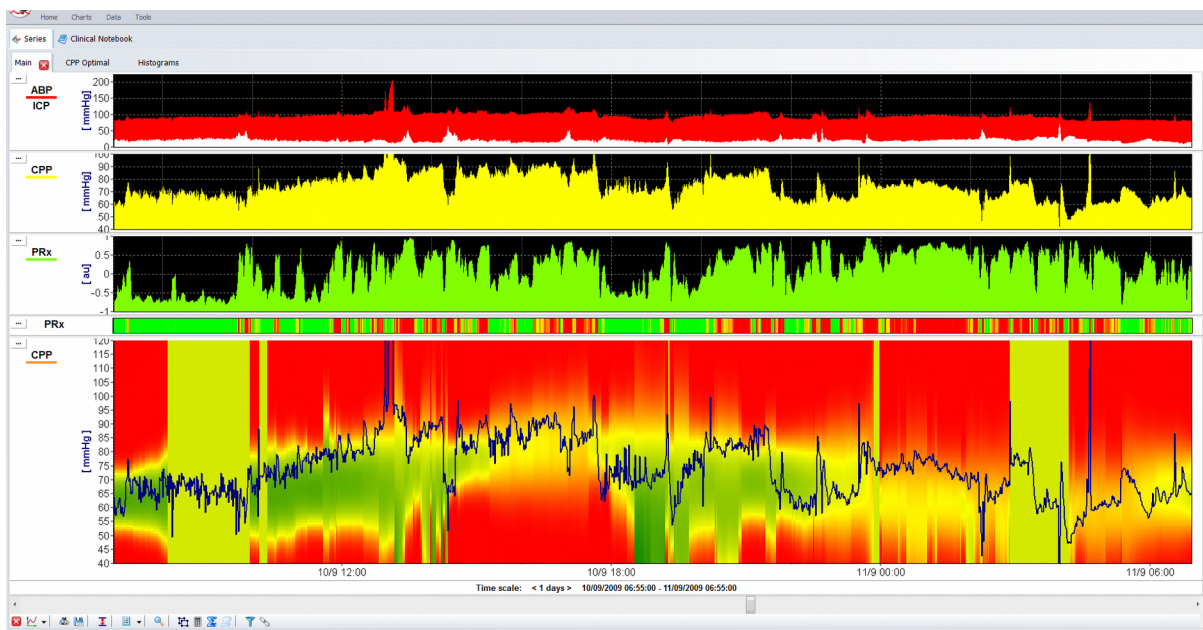 Home Charts Data Tools
Series Clinical Notebook
Main CPP Optimal Histograms
...
ABP
ICP
[ mmHg ]
200
150
100
50
0
...
CPP
[ mmHg ]
100
90
80
70
60
50
40
...
PRx
[ au ]
1
0.5
0
-0.5
-1
...
PRx
...
CPP
[ mmHg ]
120
115
110
105
100
95
90
85
80
75
70
65
60
55
50
45
40
10/9 12:00 10/9 18:00 11/9 00:00 11/9 06:00
Time scale: < 1 days > 10/09/2009 06:55:00 - 11/09/2009 06:55:00